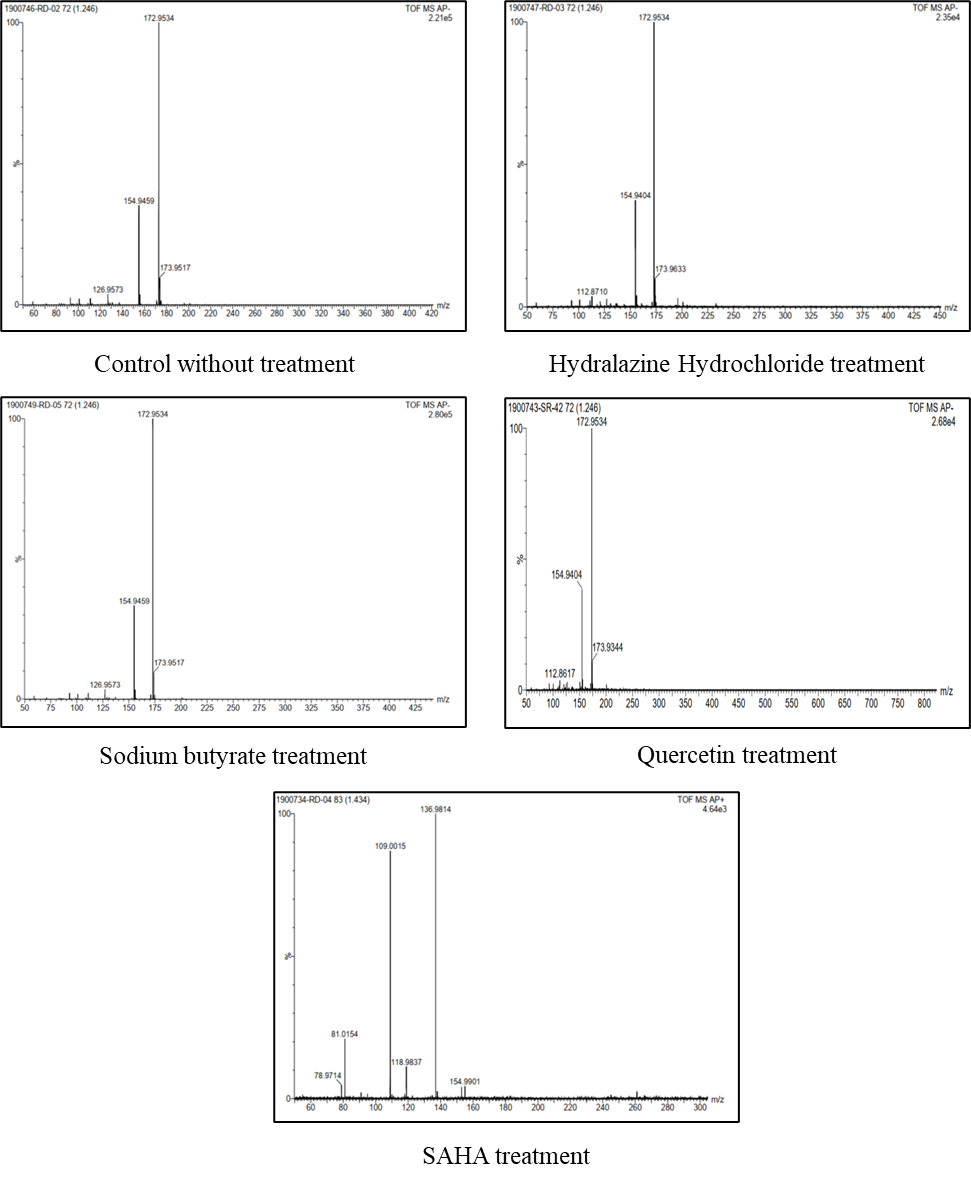 1900746-RD-02 72 (1.246) TOF MS AP-
172.9534 2.21e5
100
%
154.9459
173.9517
126.9573
0
m/z
60 80 100 120 140 160 180 200 220 240 260 280 300 320 340 360 380 400 420
Control without treatment
1900747-RD-03 72 (1.246) TOF MS AP-
172.9534 2.35e4
100
%
154.9404
173.9633
112.8710
0
m/z
50 75 100 125 150 175 200 225 250 275 300 325 350 375 400 425 450
Hydralazine Hydrochloride treatment
1900749-RD-05 72 (1.246) TOF MS AP-
172.9534 2.80e5
100
%
154.9459
173.9517
126.9573
0
m/z
50 75 100 125 150 175 200 225 250 275 300 325 350 375 400 425
Sodium butyrate treatment
1900743-SR-42 72 (1.246) TOF MS AP-
172.9534 2.68e4
100
%
154.9404
173.9344
112.8617
0
m/z
50 100 150 200 250 300 350 400 450 500 550 600 650 700 750 800
Quercetin treatment
1900734-RD-04 83 (1.434) TOF MS AP+
136.9814 4.64e3
100
109.0015
%
81.0154
118.9837
78.9714
154.9901
0
m/z
60 80 100 120 140 160 180 200 220 240 260 280 300
SAHA treatment